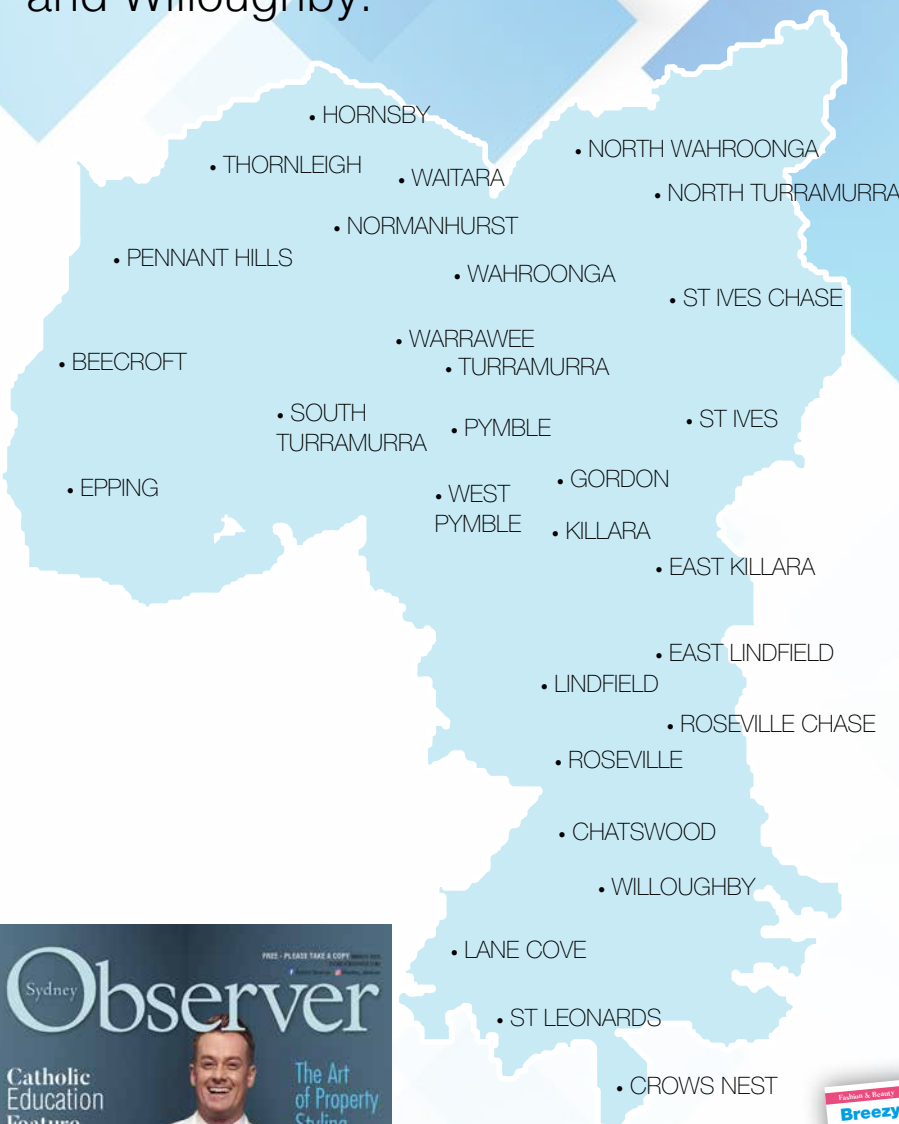 and Willoughby.
• HORNSBY
• NORTH WAHROONGA
• THORNLEIGH
• WAITARA
• NORTH TURRAMURRA
• NORMANHURST
• PENNANT HILLS
• WAHROONGA
• ST IVES CHASE
• WARRAWEE
• BEECROFT
• TURRAMURRA
• SOUTH
TURRAMURRA
• PYMBLE
• ST IVES
• EPPING
• GORDON
• WEST
PYMBLE
• KILLARA
• EAST KILLARA
• EAST LINDFIELD
• LINDFIELD
• ROSEVILLE CHASE
• ROSEVILLE
• CHATSWOOD
• WILLOUGHBY
• LANE COVE
• ST LEONARDS
• CROWS NEST
FREE - PLEASE TAKE A COPY
Sydney Observer
Catholic
Education
Feature
The Art
of Property
Styling
Fashion & Beauty
Breezy